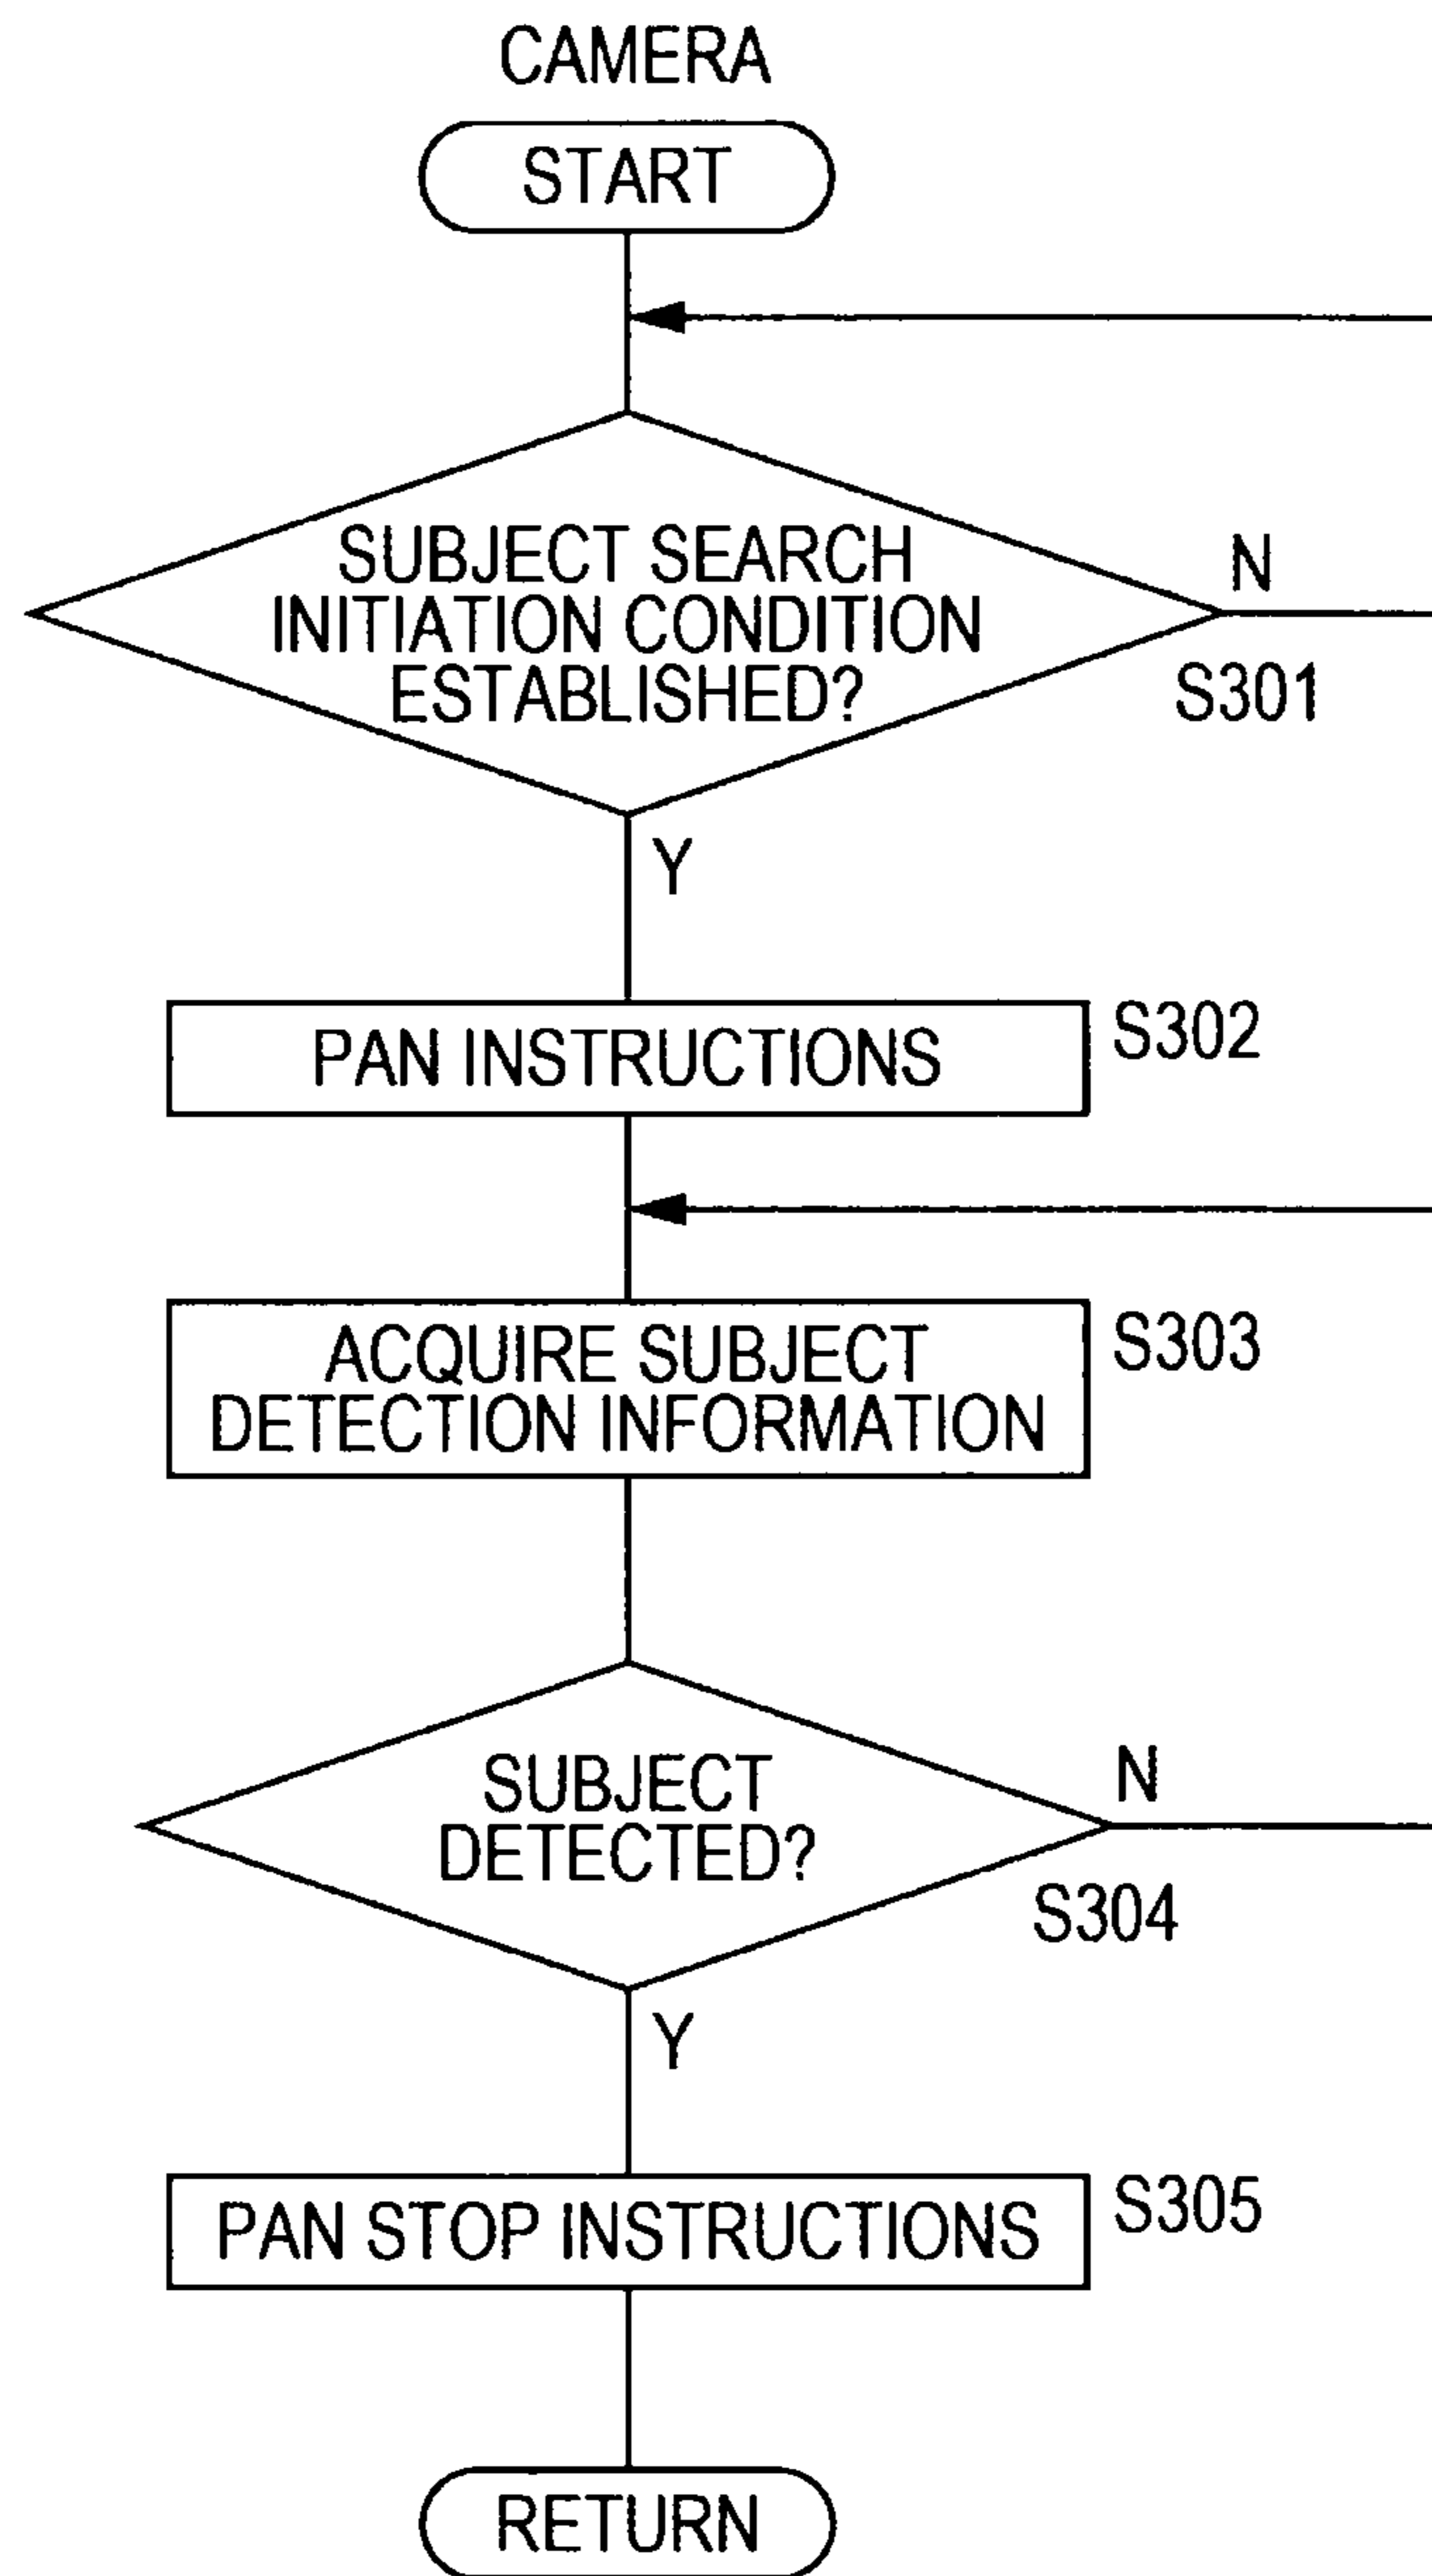 CAMERA
START
SUBJECT SEARCH
INITIATION CONDITION
ESTABLISHED?
N
S301
Y
PAN INSTRUCTIONS
S302
ACQUIRE SUBJECT
DETECTION INFORMATION
S303
SUBJECT
DETECTED?
N
S304
Y
PAN STOP INSTRUCTIONS
S305
RETURN